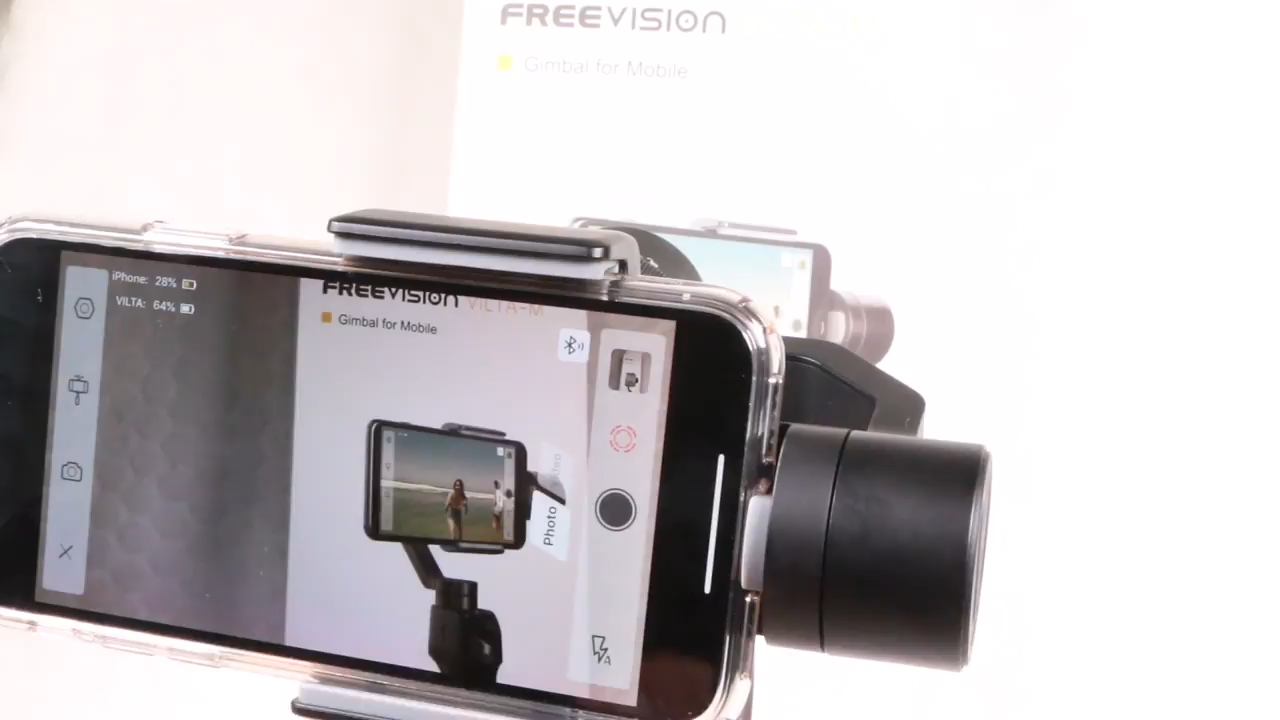 FREEVISION
Gimbal for Mobile
iPhone: 28%
VILTA: 64%
FREEVISION VILTA-M
Gimbal for Mobile
Photo
A